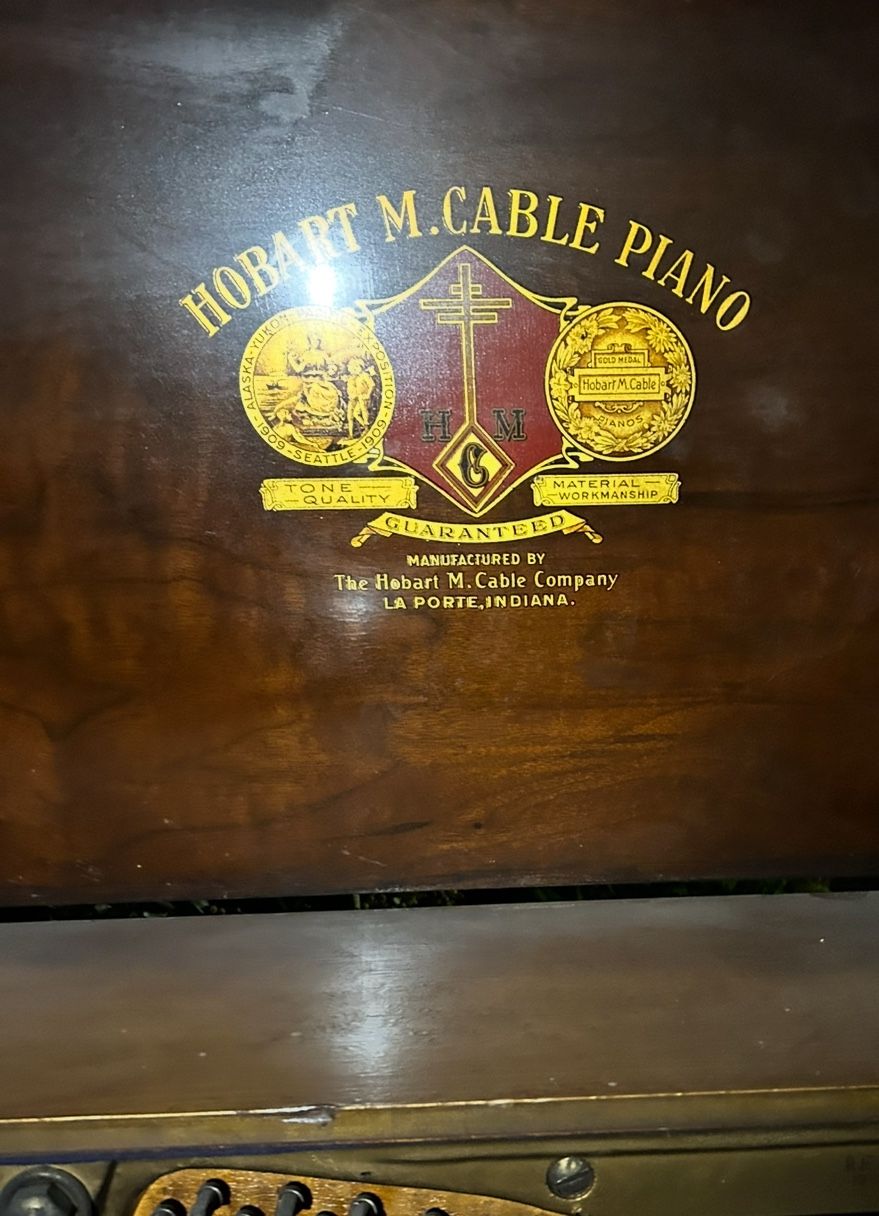 HOBART M. CABLE PIANO
ALASKA-YUKON EXPOSITION
1909-SEATTLE-1909
GOLD MEDAL
Hobart M. Cable
PIANOS
H M
C
TONE
QUALITY
MATERIAL
WORKMANSHIP
GUARANTEED
MANUFACTURED BY
The Hobart M. Cable Company
LA PORTE, INDIANA.